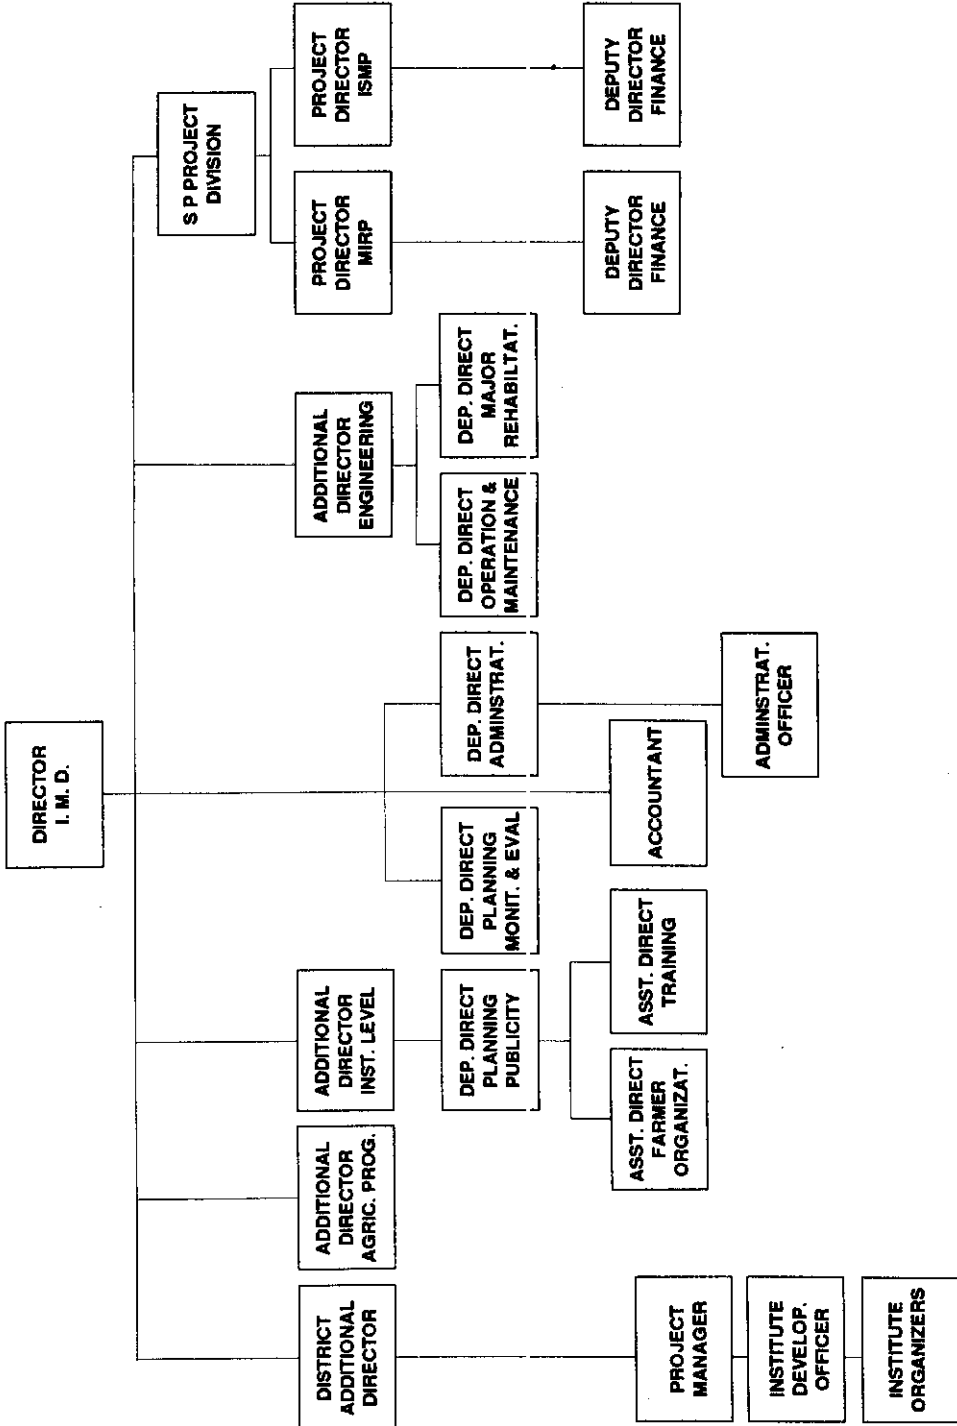 DIRECTOR
I. M. D.
S P PROJECT
DIVISION
DISTRICT
ADDITIONAL
DIRECTOR
ADDITIONAL
DIRECTOR
AGRIC. PROG.
ADDITIONAL
DIRECTOR
INST. LEVEL
ADDITIONAL
DIRECTOR
ENGINEERING
PROJECT
DIRECTOR
MIRP
PROJECT
DIRECTOR
ISMP
DEP. DIRECT
PLANNING
PUBLICITY
DEP. DIRECT
PLANNING
MONIT. & EVAL
DEP. DIRECT
ADMINSTRAT.
DEP. DIRECT
OPERATION &
MAINTENANCE
DEP. DIRECT
MAJOR
REHABILTAT.
DEPUTY
DIRECTOR
FINANCE
DEPUTY
DIRECTOR
FINANCE
ASST. DIRECT
FARMER
ORGANIZAT.
ASST. DIRECT
TRAINING
ACCOUNTANT
PROJECT
MANAGER
ADMINSTRAT.
OFFICER
INSTITUTE
DEVELOP.
OFFICER
INSTITUTE
ORGANIZERS